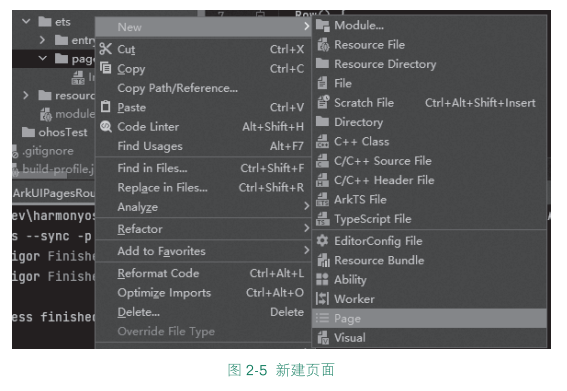 ets
entry
pag
resourc
module
ohosTest
.gitignore
build-profile.j
ArkUIPagesRou
ev\harmonyos
s --sync -p
igor Finishe
igor Finishe
ess finished
New
Cut Ctrl+X
Copy Ctrl+C
Copy Path/Reference...
Paste Ctrl+V
Code Linter Alt+Shift+H
Find Usages Alt+F7
Find in Files... Ctrl+Shift+F
Replace in Files... Ctrl+Shift+R
Analyze
Refactor
Add to Favorites
Reformat Code Ctrl+Alt+L
Optimize Imports Ctrl+Alt+O
Delete... Delete
Override File Type
Module...
Resource File
Resource Directory
File
Scratch File Ctrl+Alt+Shift+Insert
Directory
C++ Class
C/C++ Source File
C/C++ Header File
ArkTS File
TypeScript File
EditorConfig File
Resource Bundle
Ability
Worker
Page
Visual
图 2-5 新建页面